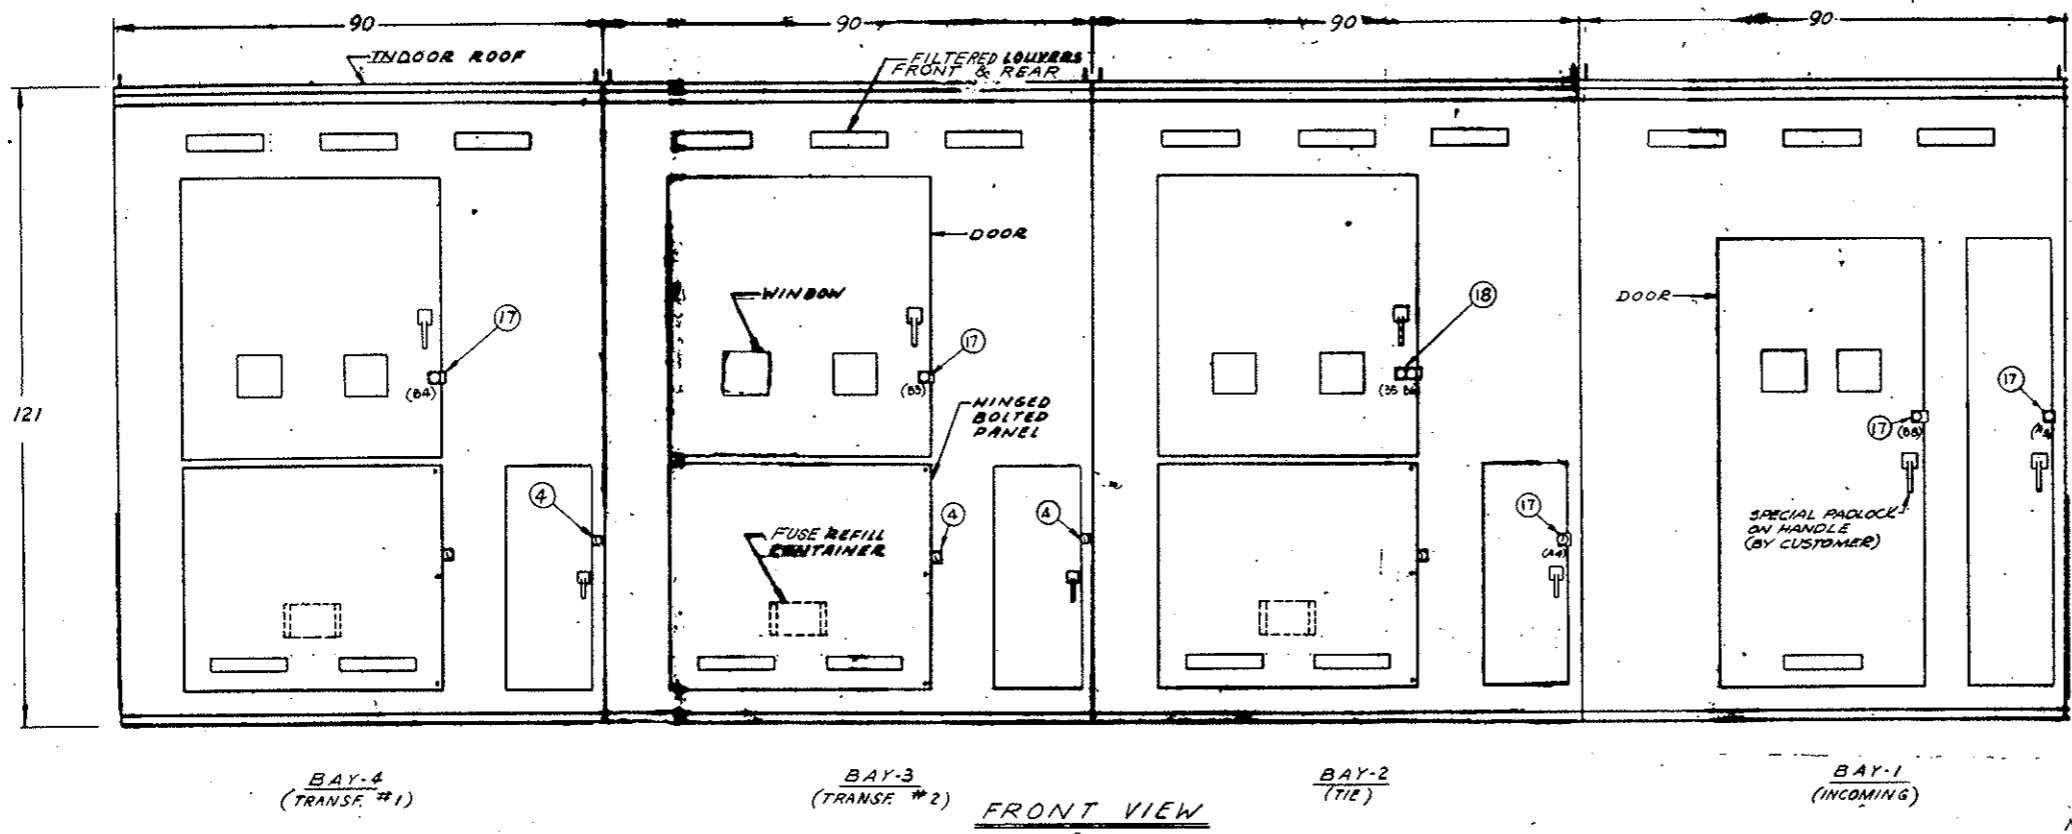 90
90
90
90
INDOOR ROOF
FILTERED LOUVERS
FRONT & REAR
DOOR
WINDOW
17
(B4)
17
(B3)
18
DOOR
17
17
121
HINGED
BOLTED
PANEL
4
4
4
FUSE REFILL
CONTAINER
17
(A4)
SPECIAL PADLOCK
ON HANDLE
(BY CUSTOMER)
BAY-4
(TRANSF. #1)
BAY-3
(TRANSF. #2)
BAY-2
(TIE)
BAY-1
(INCOMING)
FRONT VIEW